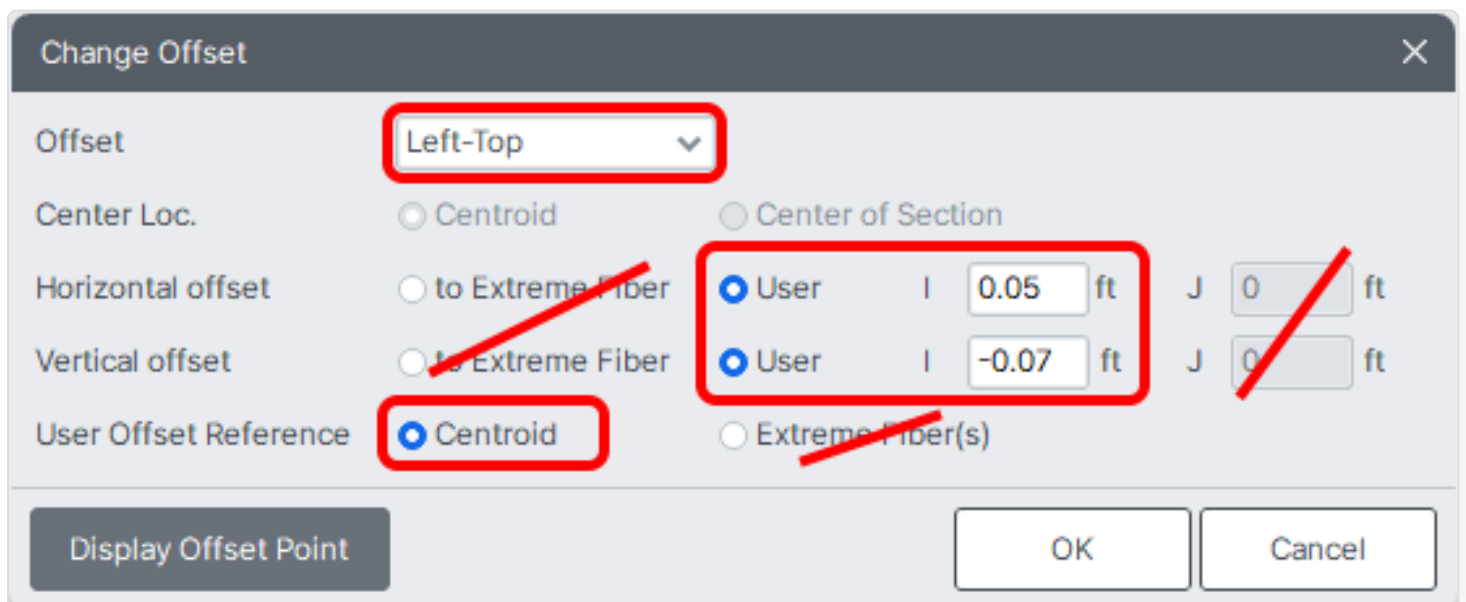 Change Offset
Offset Left-Top
Center Loc. Centroid Center of Section
Horizontal offset to Extreme Fiber User I 0.05 ft J 0 ft
Vertical offset to Extreme Fiber User I -0.07 ft J 0 ft
User Offset Reference Centroid Extreme Fiber(s)
Display Offset Point OK Cancel